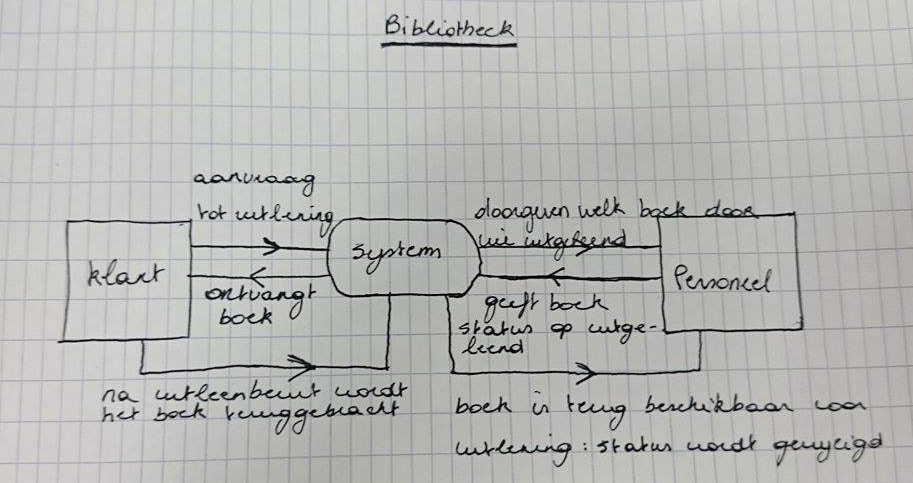 Bibliotheek
aanvraag
tot uitlening
doorgeven welk boek door
wie uitgeleend
klant
System
Personeel
ontvangt
boek
geeft boek
status op uitge-
leend
na uitleenbeurt wordt
het boek teruggebracht
boek is terug beschikbaar voor
uitlening : status wordt gewijzigd